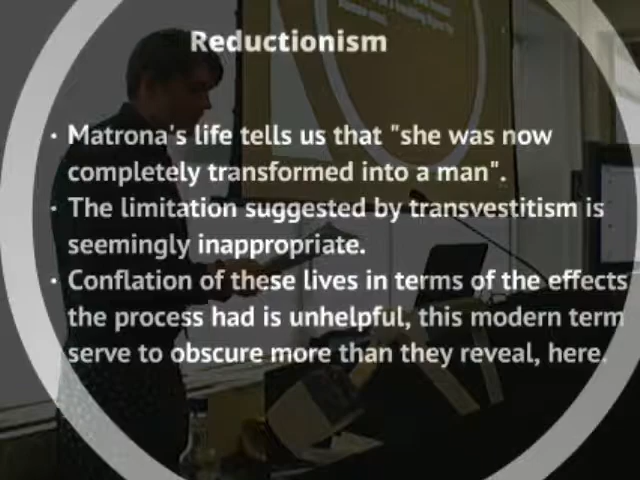 Reductionism
· Matrona's life tells us that "she was now
completely transformed into a man".
· The limitation suggested by transvestitism is
seemingly inappropriate.
· Conflation of these lives in terms of the effects
the process had is unhelpful, this modern term
serve to obscure more than they reveal, here.